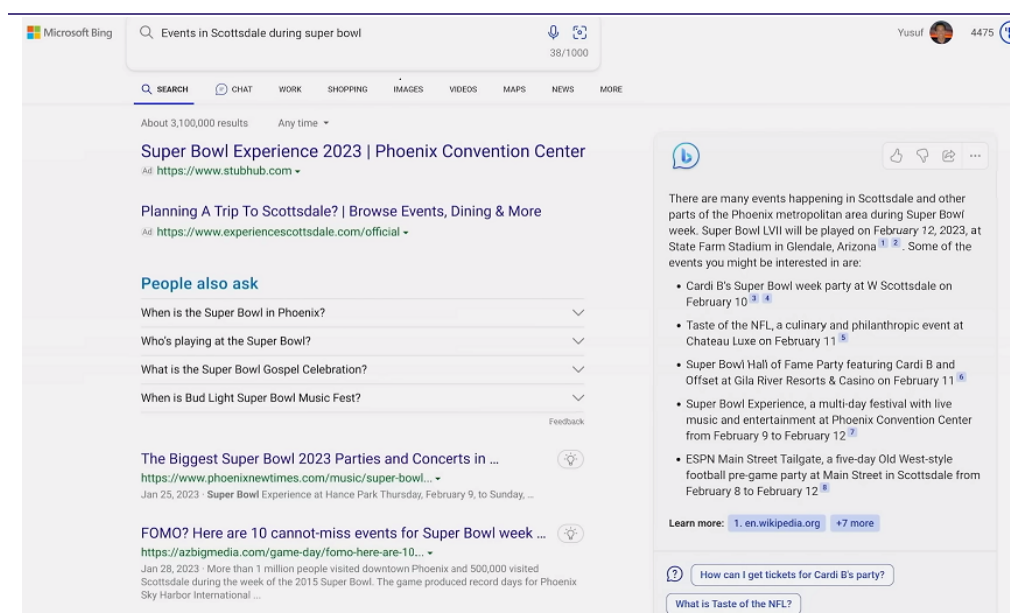 Microsoft Bing
Events in Scottsdale during super bowl
38/1000
Yusuf
4475
SEARCH CHAT WORK SHOPPING IMAGES VIDEOS MAPS NEWS MORE
About 3,100,000 results Any time
Super Bowl Experience 2023 | Phoenix Convention Center
Ad https://www.stubhub.com
Planning A Trip To Scottsdale? | Browse Events, Dining & More
Ad https://www.experiencescottsdale.com/official
People also ask
When is the Super Bowl in Phoenix?
Who's playing at the Super Bowl?
What is the Super Bowl Gospel Celebration?
When is Bud Light Super Bowl Music Fest?
Feedback
The Biggest Super Bowl 2023 Parties and Concerts in ...
https://www.phoenixnewtimes.com/music/super-bowl...
Jan 25, 2023 · Super Bowl Experience at Hance Park Thursday, February 9, to Sunday, ...
FOMO? Here are 10 cannot-miss events for Super Bowl week ...
https://azbigmedia.com/game-day/fomo-here-are-10...
Jan 28, 2023 · More than 1 million people visited downtown Phoenix and 500,000 visited
Scottsdale during the week of the 2015 Super Bowl. The game produced record days for Phoenix
Sky Harbor International ...
There are many events happening in Scottsdale and other
parts of the Phoenix metropolitan area during Super Bowl
week. Super Bowl LVII will be played on February 12, 2023, at
State Farm Stadium in Glendale, Arizona 1 2 . Some of the
events you might be interested in are:
• Cardi B's Super Bowl week party at W Scottsdale on
February 10 3 4
• Taste of the NFL, a culinary and philanthropic event at
Chateau Luxe on February 11 5
• Super Bowl Hall of Fame Party featuring Cardi B and
Offset at Gila River Resorts & Casino on February 11 6
• Super Bowl Experience, a multi-day festival with live
music and entertainment at Phoenix Convention Center
from February 9 to February 12 7
• ESPN Main Street Tailgate, a five-day Old West-style
football pre-game party at Main Street in Scottsdale from
February 8 to February 12 8
Learn more: 1. en.wikipedia.org +7 more
How can I get tickets for Cardi B's party?
What is Taste of the NFL?